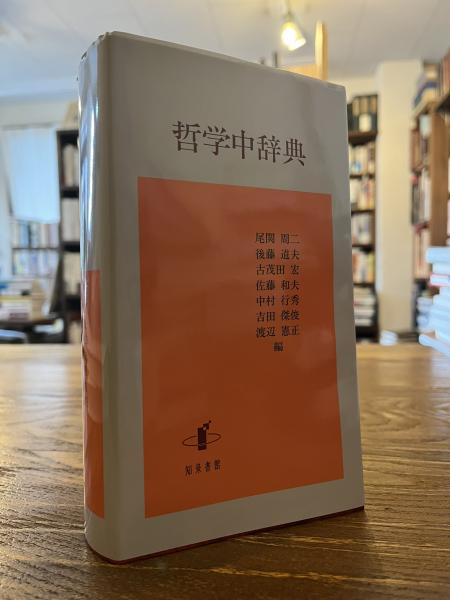 哲学中辞典
尾関 周二
後藤 道夫
古茂田 宏
佐藤 和夫
中村 行秀
吉田 傑俊
渡辺 憲正
編
知泉書館